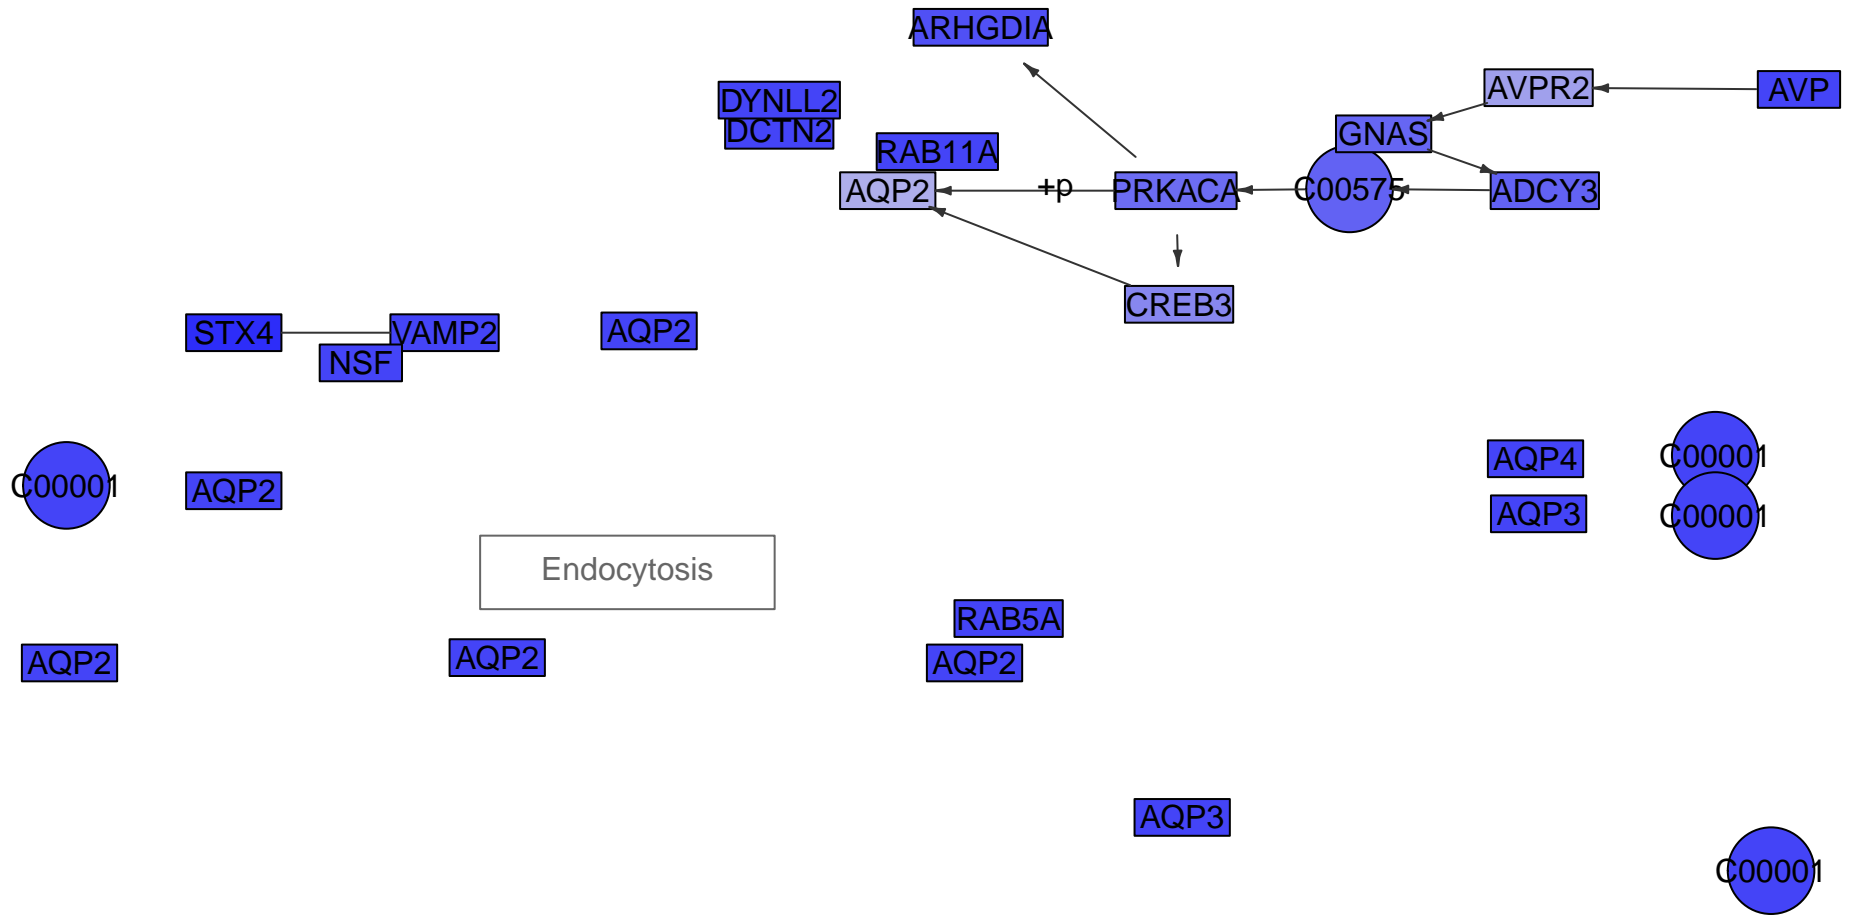 ARHGDIA
AVPR2
AVP
DYNLL2
DCTN2
GNAS
RAB11A
AQP2
+p
PRKACA
C00575
ADCY3
CREB3
STX4
VAMP2
AQP2
NSF
AQP4
C00001
C00001
AQP2
AQP3
C00001
Endocytosis
RAB5A
AQP2
AQP2
AQP2
AQP3
C00001